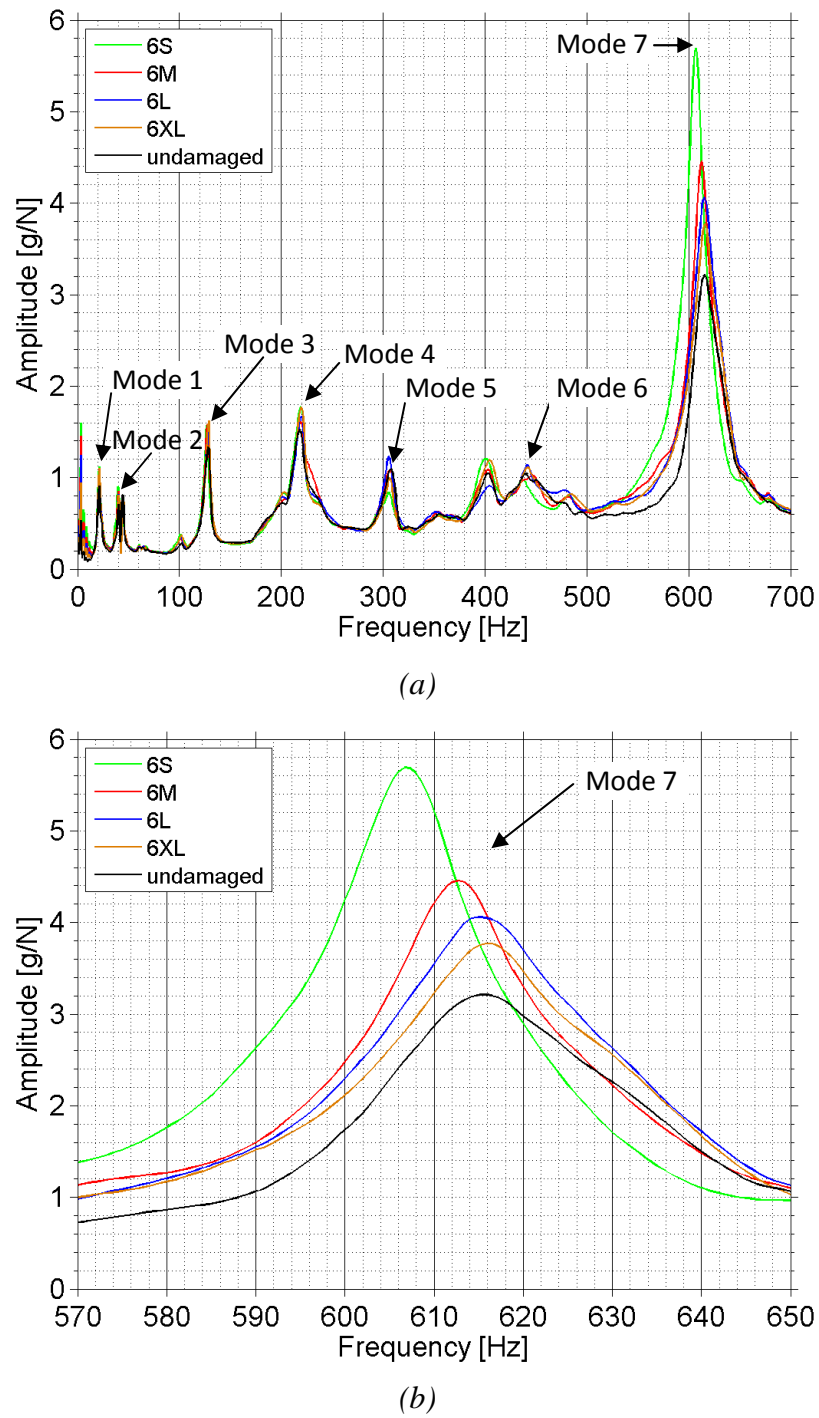 6
5
4
3
2
1
0
Amplitude [g/N]
6S
6M
6L
6XL
undamaged
Mode 7
Mode 1
Mode 2
Mode 3
Mode 4
Mode 5
Mode 6
0 100 200 300 400 500 600 700
Frequency [Hz]
(a)
6
5
4
3
2
1
0
Amplitude [g/N]
6S
6M
6L
6XL
undamaged
Mode 7
570 580 590 600 610 620 630 640 650
Frequency [Hz]
(b)